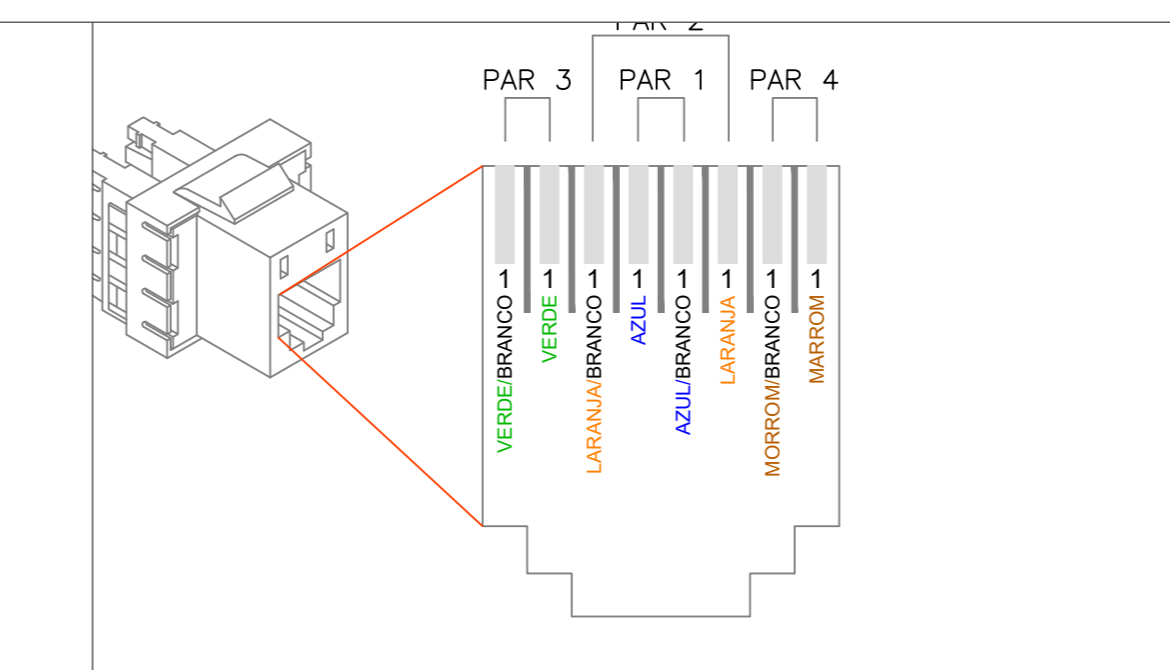 PAR 2
PAR 3
PAR 1
PAR 4
1 1 1 1 1 1 1 1
VERDE/BRANCO
VERDE
LARANJA/BRANCO
AZUL
AZUL/BRANCO
LARANJA
MORROM/BRANCO
MARROM